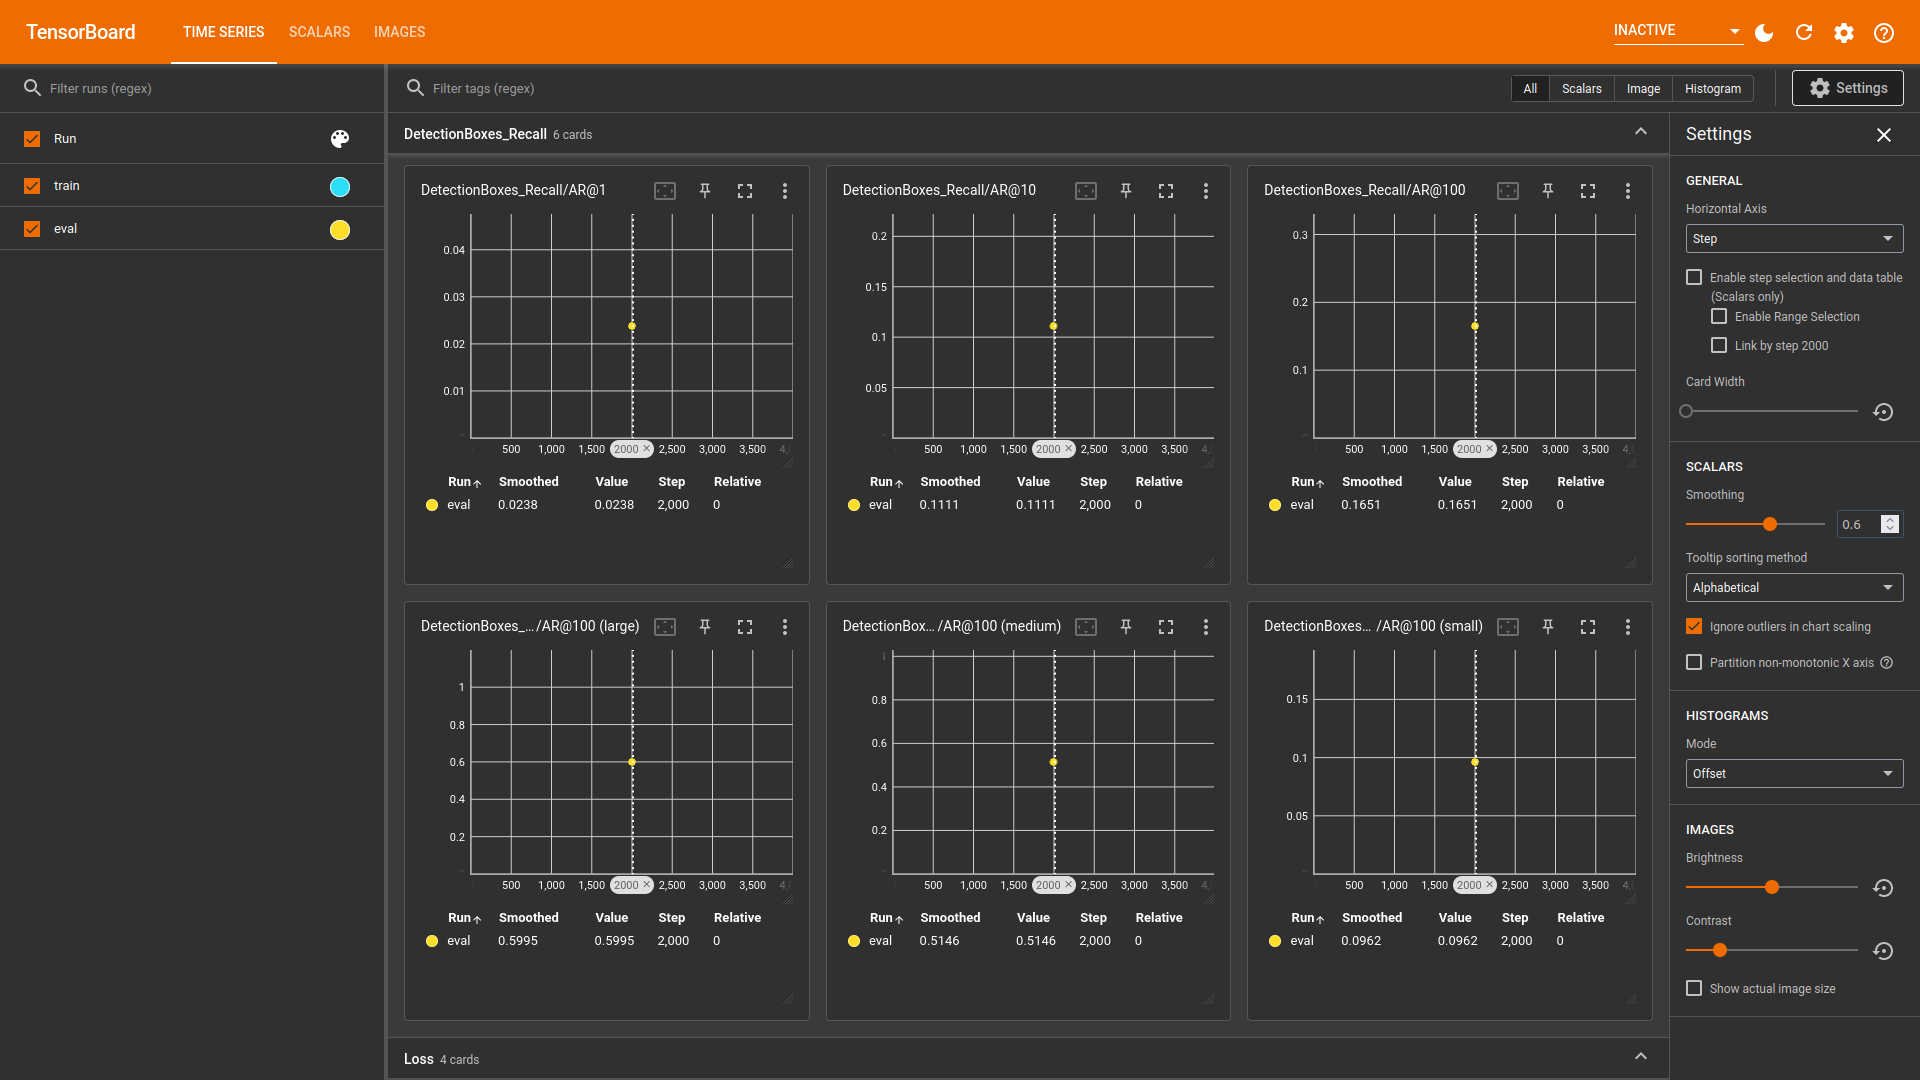 TensorBoard
TIME SERIES
SCALARS
IMAGES
INACTIVE
Filter runs (regex)
Run
train
eval
Filter tags (regex)
All
Scalars
Image
Histogram
Settings
DetectionBoxes_Recall 6 cards
DetectionBoxes_Recall/AR@1
0.04
0.03
0.02
0.01
500 1,000 1,500 2000 2,500 3,000 3,500
Run Smoothed Value Step Relative
eval 0.0238 0.0238 2,000 0
DetectionBoxes_Recall/AR@10
0.2
0.15
0.1
0.05
500 1,000 1,500 2000 2,500 3,000 3,500
Run Smoothed Value Step Relative
eval 0.1111 0.1111 2,000 0
DetectionBoxes_Recall/AR@100
0.3
0.2
0.1
500 1,000 1,500 2000 2,500 3,000 3,500
Run Smoothed Value Step Relative
eval 0.1651 0.1651 2,000 0
DetectionBoxes_… /AR@100 (large)
1
0.8
0.6
0.4
0.2
500 1,000 1,500 2000 2,500 3,000 3,500
Run Smoothed Value Step Relative
eval 0.5995 0.5995 2,000 0
DetectionBox… /AR@100 (medium)
1
0.8
0.6
0.4
0.2
500 1,000 1,500 2000 2,500 3,000 3,500
Run Smoothed Value Step Relative
eval 0.5146 0.5146 2,000 0
DetectionBoxes… /AR@100 (small)
0.15
0.1
0.05
500 1,000 1,500 2000 2,500 3,000 3,500
Run Smoothed Value Step Relative
eval 0.0962 0.0962 2,000 0
Loss 4 cards
Settings
GENERAL
Horizontal Axis
Step
Enable step selection and data table
(Scalars only)
Enable Range Selection
Link by step 2000
Card Width
SCALARS
Smoothing
0.6
Tooltip sorting method
Alphabetical
Ignore outliers in chart scaling
Partition non-monotonic X axis
HISTOGRAMS
Mode
Offset
IMAGES
Brightness
Contrast
Show actual image size